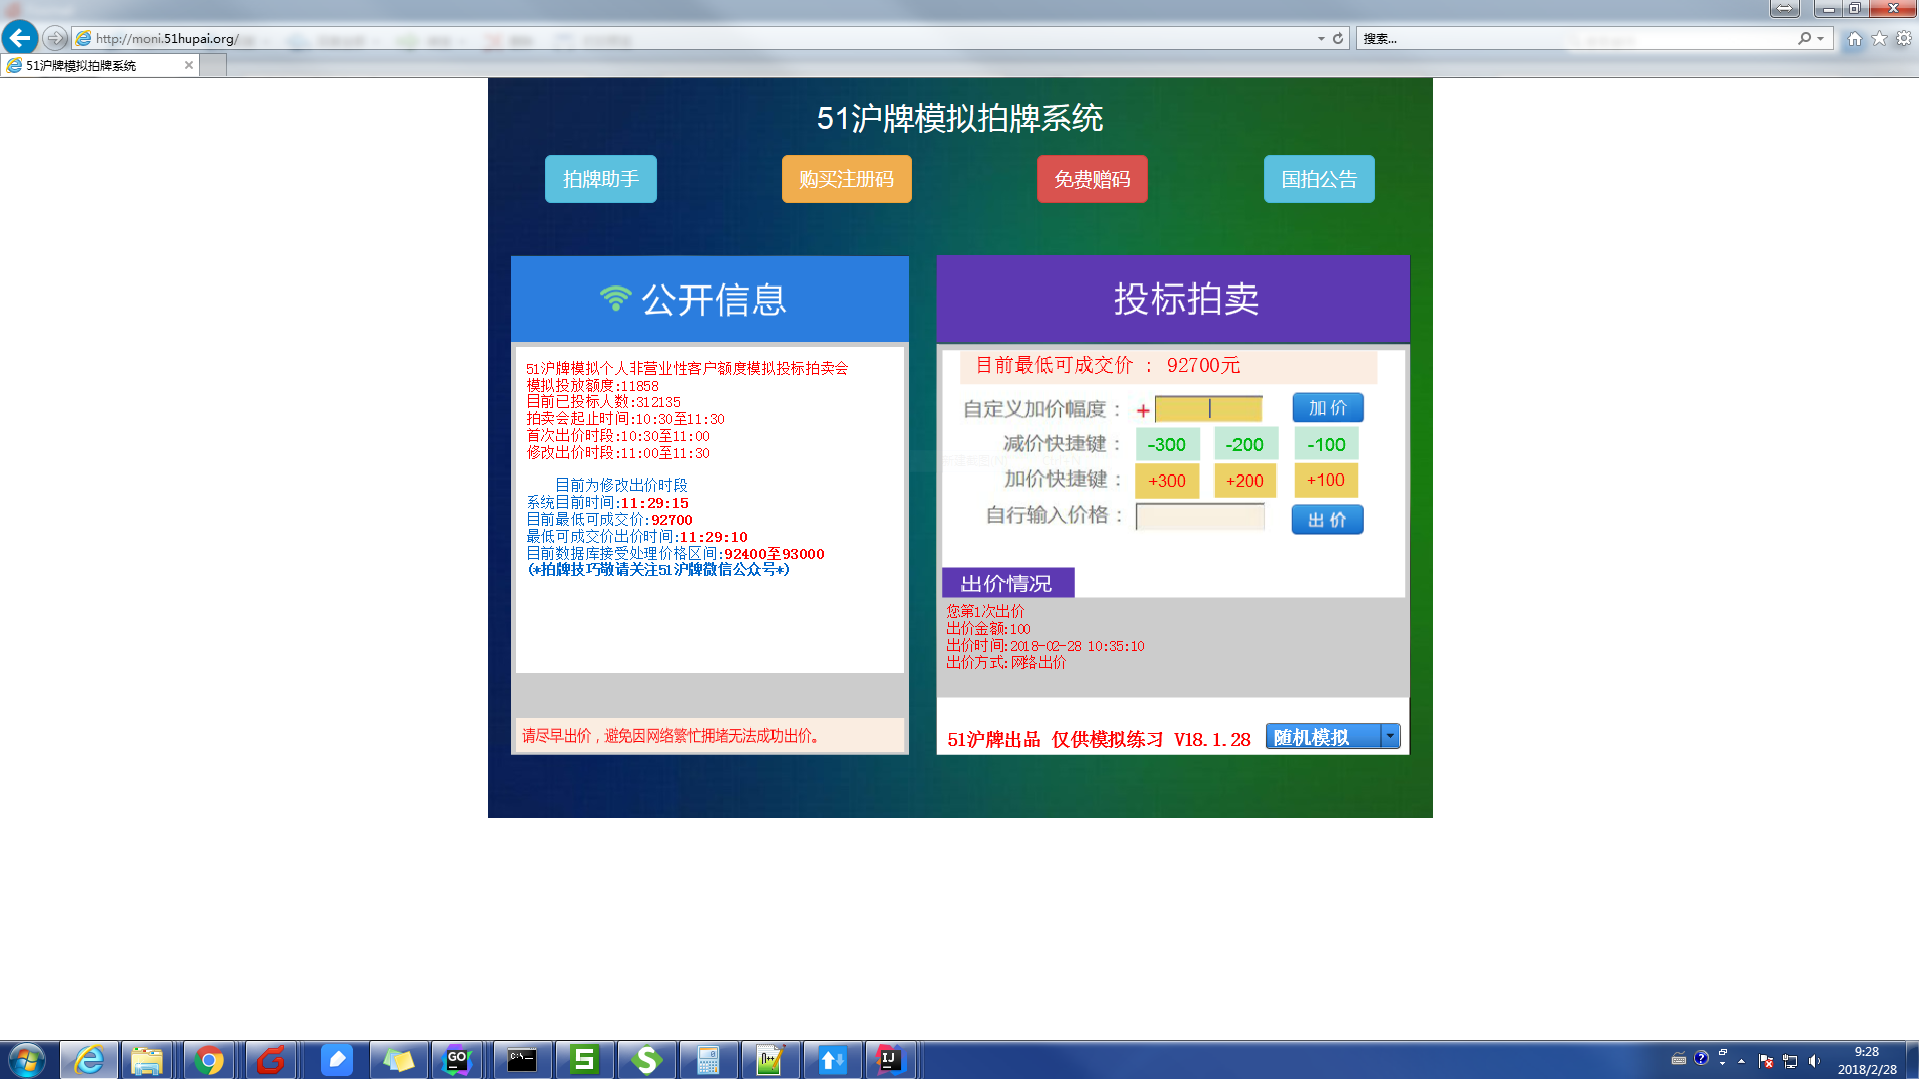 http://moni.51hupai.org/
搜索...
51沪牌模拟拍牌系统
51沪牌模拟拍牌系统
拍牌助手
购买注册码
免费赠码
国拍公告
公开信息
51沪牌模拟个人非营业性客户额度模拟投标拍卖会
模拟投放额度:11858
目前已投标人数:312135
拍卖会起止时间:10:30至11:30
首次出价时段:10:30至11:00
修改出价时段:11:00至11:30
目前为修改出价时段
系统目前时间:11:29:15
目前最低可成交价:92700
最低可成交价出价时间:11:29:10
目前数据库接受处理价格区间:92400至93000
(*拍牌技巧敬请关注51沪牌微信公众号*)
请尽早出价，避免因网络繁忙拥堵无法成功出价。
投标拍卖
目前最低可成交价 : 92700元
自定义加价幅度： + 加 价
减价快捷键： -300 -200 -100
加价快捷键： +300 +200 +100
自行输入价格： 出 价
出价情况
您第1次出价
出价金额:100
出价时间:2018-02-28 10:35:10
出价方式:网络出价
51沪牌出品 仅供模拟练习 V18.1.28 随机模拟
9:28
2018/2/28